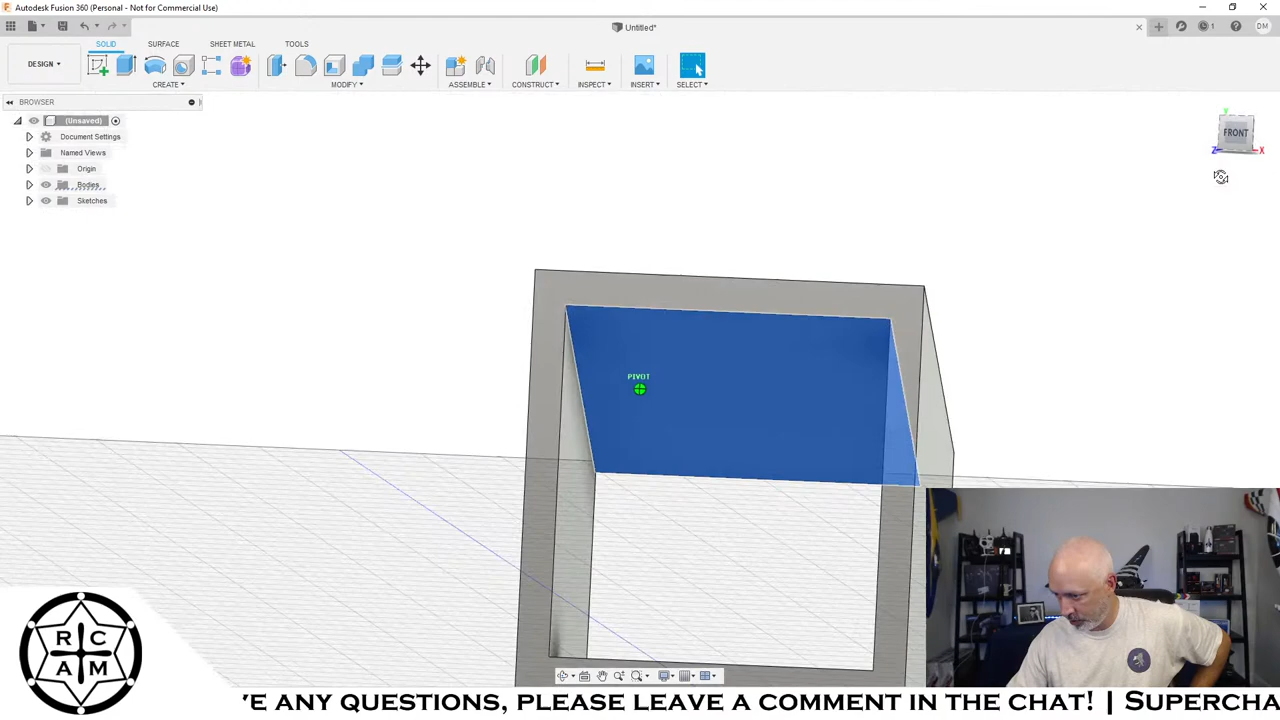 Autodesk Fusion 360 (Personal - Not for Commercial Use)
Untitled*
1
DM
DESIGN
SOLID
SURFACE
SHEET METAL
TOOLS
CREATE
MODIFY
ASSEMBLE
CONSTRUCT
INSPECT
INSERT
SELECT
BROWSER
(Unsaved)
Document Settings
Named Views
Origin
Bodies
Sketches
Y
FRONT
Z
X
PIVOT
R C
A M
'E ANY QUESTIONS, PLEASE LEAVE A COMMENT IN THE CHAT! | SUPERCHA